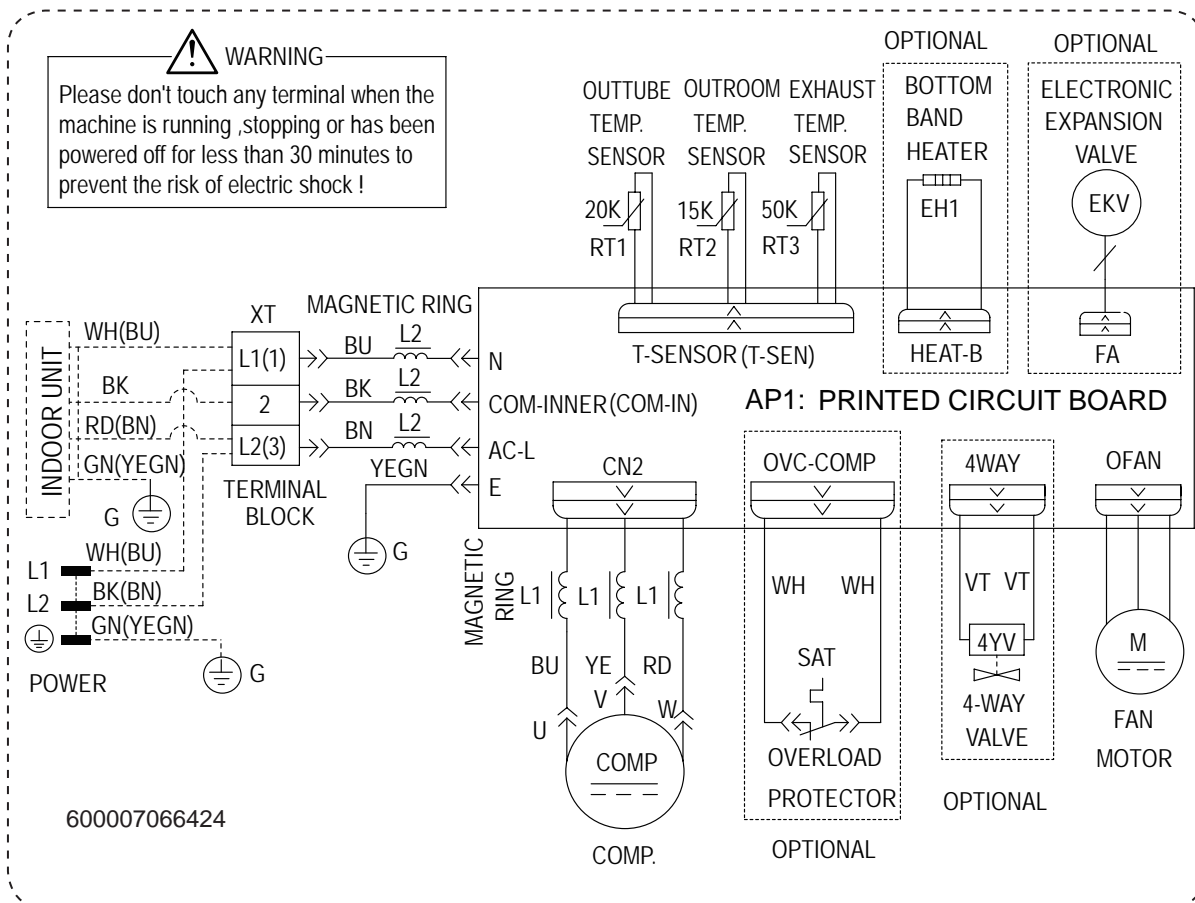 WARNING
Please don't touch any terminal when the
machine is running ,stopping or has been
powered off for less than 30 minutes to
prevent the risk of electric shock !
OPTIONAL
OPTIONAL
OUTTUBE
TEMP.
SENSOR
OUTROOM
TEMP.
SENSOR
EXHAUST
TEMP.
SENSOR
BOTTOM
BAND
HEATER
ELECTRONIC
EXPANSION
VALVE
20K
RT1
15K
RT2
50K
RT3
EH1
EKV
T-SENSOR (T-SEN)
HEAT-B
FA
AP1: PRINTED CIRCUIT BOARD
INDOOR UNIT
WH(BU)
BK
RD(BN)
GN(YEGN)
G
XT
L1(1)
2
L2(3)
TERMINAL
BLOCK
MAGNETIC RING
BU
L2
N
BK
L2
COM-INNER(COM-IN)
BN
L2
AC-L
YEGN
E
G
L1
L2
WH(BU)
BK(BN)
GN(YEGN)
G
POWER
CN2
MAGNETIC
RING
L1
L1
L1
BU
YE
RD
U
V
W
COMP
COMP.
OVC-COMP
WH
WH
SAT
OVERLOAD
PROTECTOR
OPTIONAL
4WAY
VT
VT
4YV
4-WAY
VALVE
OPTIONAL
OFAN
M
FAN
MOTOR
600007066424